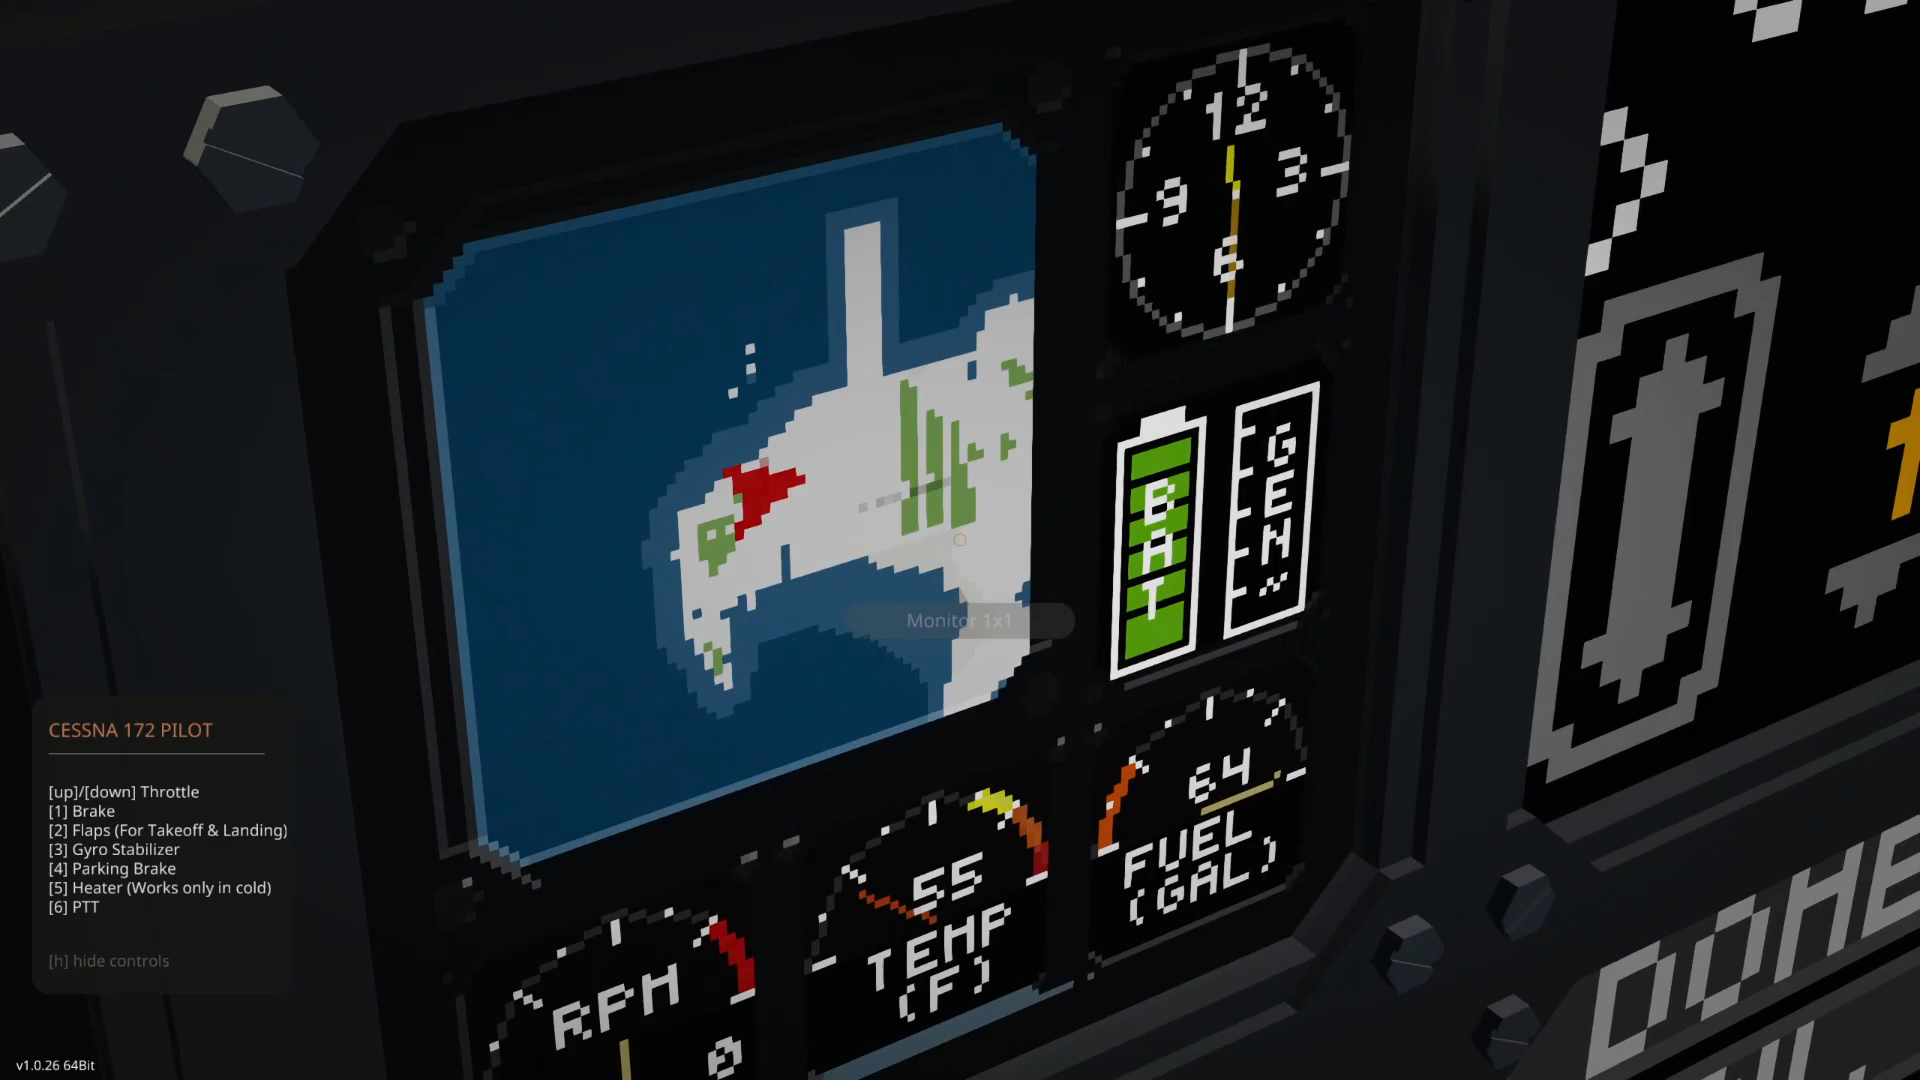 12
9
3
6
BAT
GEN
Monitor 1x1
CESSNA 172 PILOT
[up]/[down] Throttle
[1] Brake
[2] Flaps (For Takeoff & Landing)
[3] Gyro Stabilizer
[4] Parking Brake
[5] Heater (Works only in cold)
[6] PTT
[h] hide controls
64
FUEL
(GAL)
55
TEMP
(F)
RPM
0
v1.0.26 64Bit